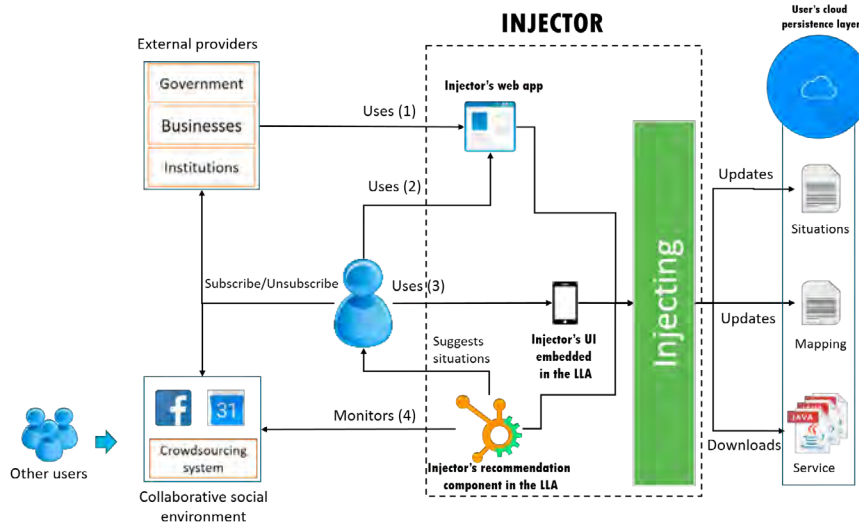 INJECTOR
User's cloud
persistence layer
External providers
Government
Businesses
Institutions
Injector's web app
Uses (1)
Uses (2)
Updates
Situations
Injecting
Subscribe/Unsubscribe
Uses (3)
Injector's UI
embedded
in the LLA
Updates
Mapping
Suggests
situations
31
Monitors (4)
Crowdsourcing
system
Injector's recommendation
component in the LLA
JAVA
Downloads
Service
Other users
Collaborative social
environment